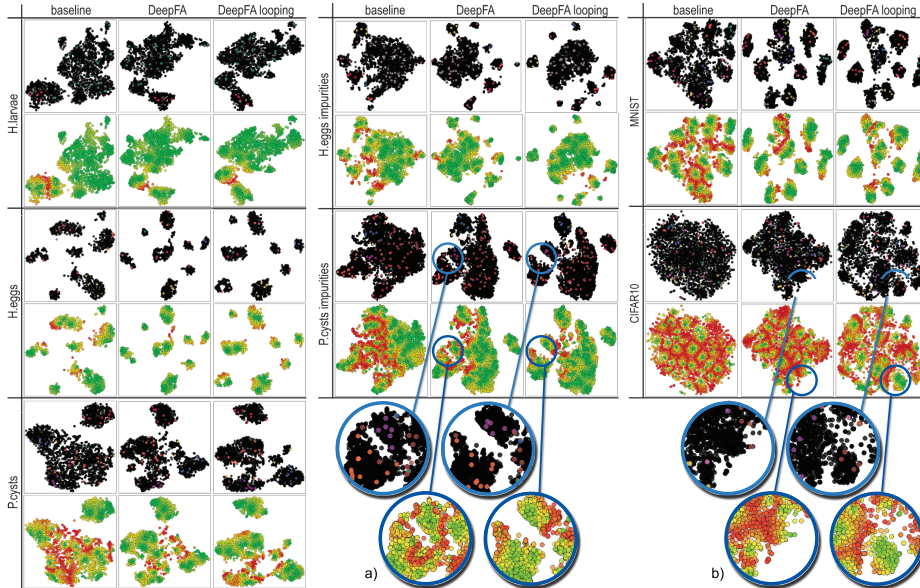 baseline DeepFA DeepFA looping
baseline DeepFA DeepFA looping
baseline DeepFA DeepFA looping
H.larvae
H.eggs
P.cysts
H.eggs impurities
P.cysts impurities
MNIST
CIFAR10
a)
b)